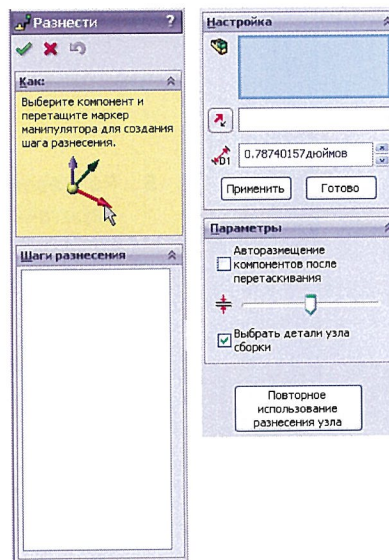 Разнести ?
Как:
Выберите компонент и
перетащите маркер
манипулятора для создания
шага разнесения.
Шаги разнесения
Настройка
D1
0.78740157дюймов
Применить Готово
Параметры
Авторазмещение
компонентов после
перетаскивания
Выбрать детали узла
сборки
Повторное
использование
разнесения узла